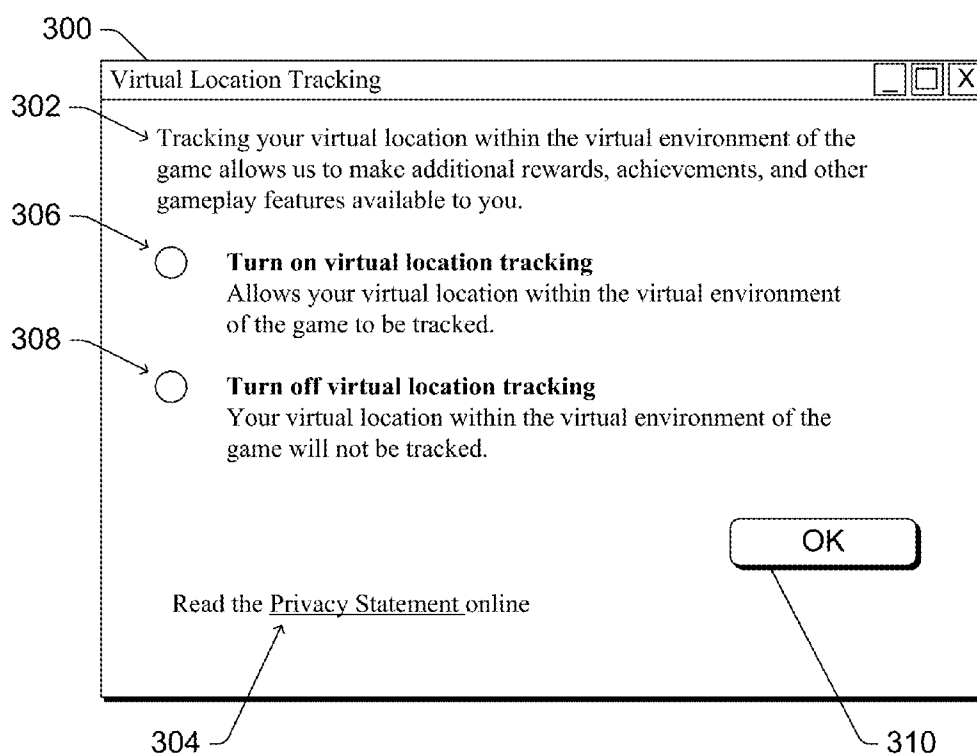 300
Virtual Location Tracking
_ X
302
Tracking your virtual location within the virtual environment of the
game allows us to make additional rewards, achievements, and other
gameplay features available to you.
306
Turn on virtual location tracking
Allows your virtual location within the virtual environment
of the game to be tracked.
308
Turn off virtual location tracking
Your virtual location within the virtual environment of the
game will not be tracked.
OK
Read the Privacy Statement online
304
310